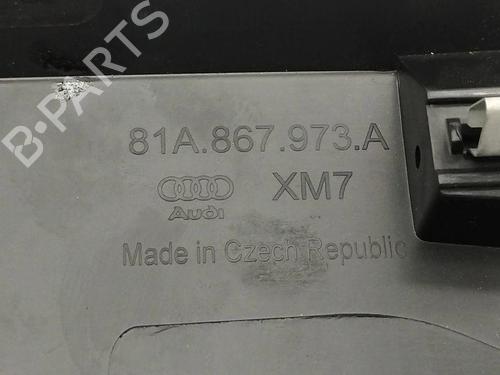 B-PARTS
81A.867.973.A
XM7
Audi
Made in Czech Republic